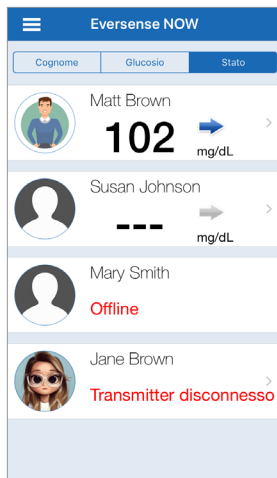 Eversense NOW
Cognome Glucosio Stato
Matt Brown
102
mg/dL
Susan Johnson
---
mg/dL
Mary Smith
Offline
Jane Brown
Transmitter disconnesso